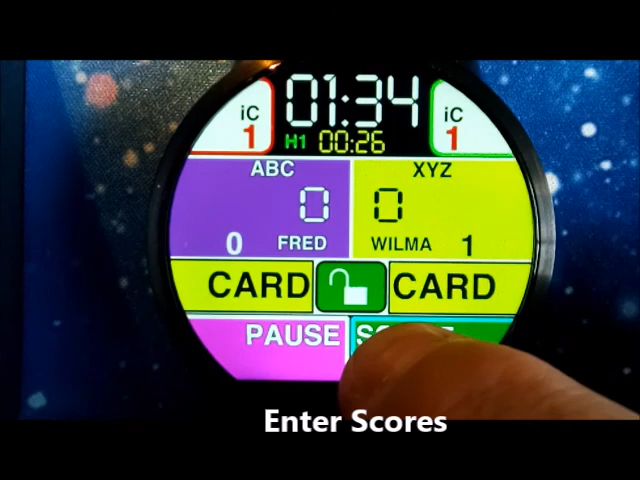 01:34
iC iC
1 H1 00:26 1
ABC XYZ
0 0
0 FRED WILMA 1
CARD CARD
PAUSE
Enter Scores